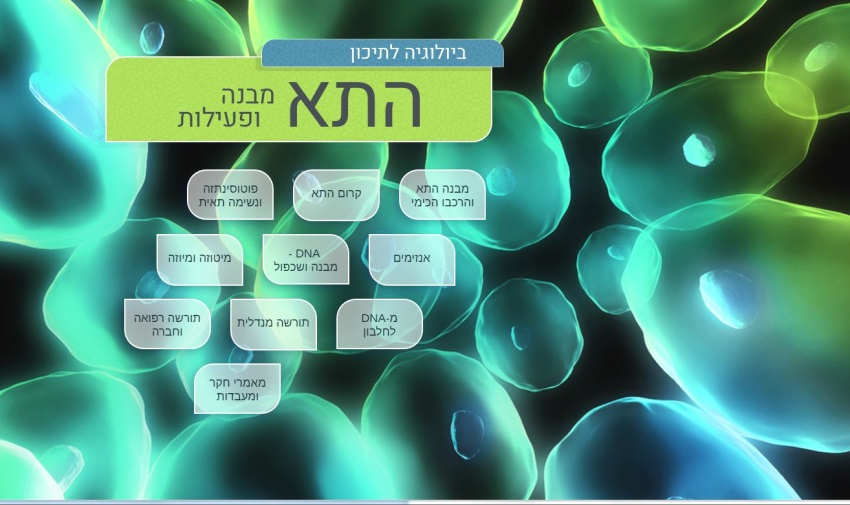 ביולוגיה לתיכון
התא
מבנה
ופעילות
מבנה התא
והרכבו הכימי
קרום התא
פוטוסינתזה
ונשימה תאית
אנזימים
DNA -
מבנה ושכפול
מיטוזה ומיוזה
מ-DNA
לחלבון
תורשה מנדלית
תורשה רפואה
וחברה
מאמרי חקר
ומעבדות